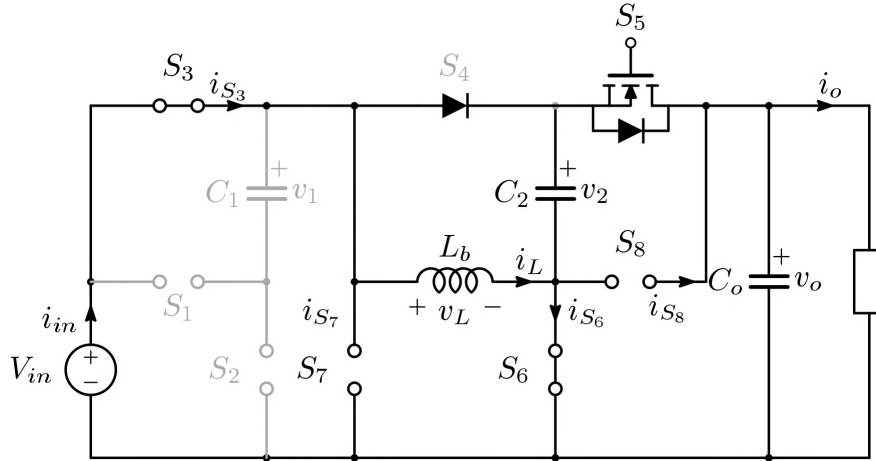 S5
S3
iS3
S4
io
+
C1
v1
+
C2
v2
Lb
iL
S8
+
Co
vo
S1
+ vL −
iS7
iS6
iS8
iin
Vin
+
−
S2
S7
S6